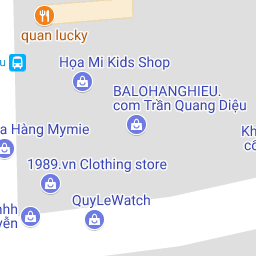 quan lucky
Họa Mi Kids Shop
BALOHANGHIEU.
com Trần Quang Diệu
Hàng Mymie
1989.vn Clothing store
QuyLeWatch